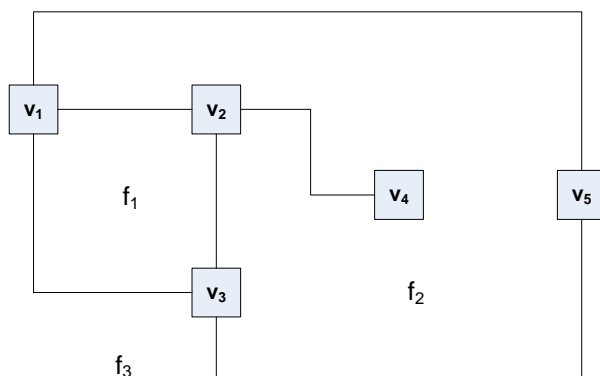 v₁ v₂
f₁ v₄ v₅
v₃ f₂
f₃